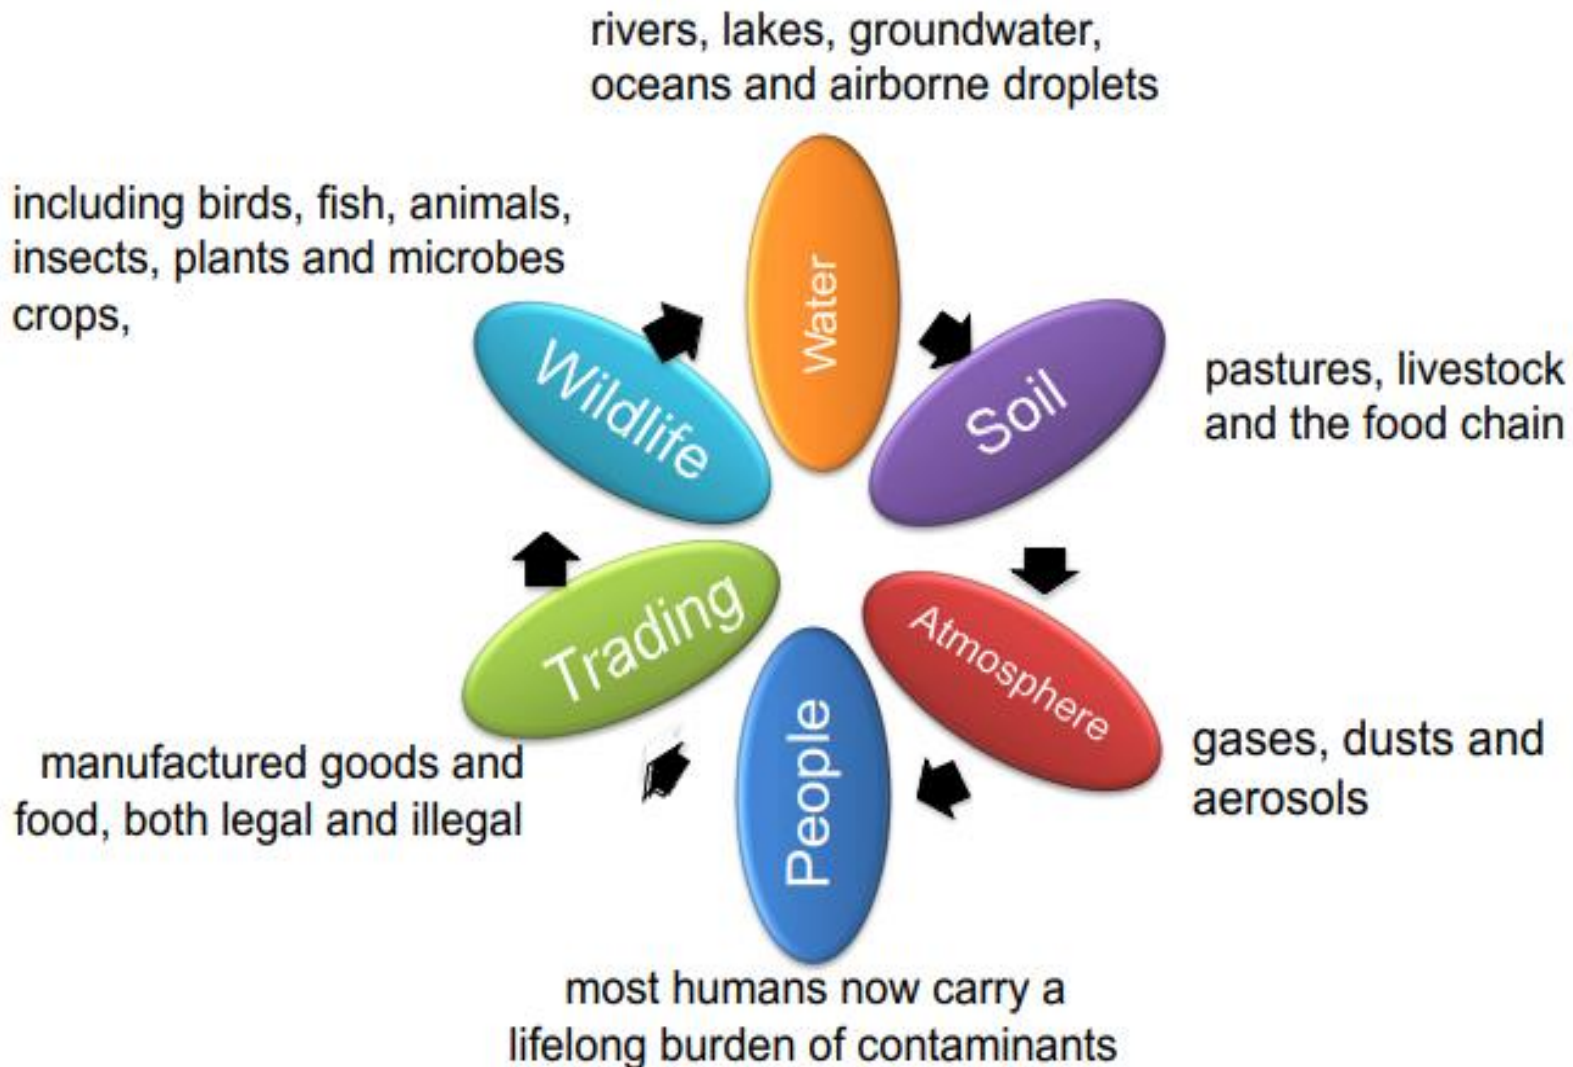 rivers, lakes, groundwater,
oceans and airborne droplets
Water
including birds, fish, animals,
insects, plants and microbes
crops,
Wildlife
Soil
pastures, livestock
and the food chain
Trading
Atmosphere
manufactured goods and
food, both legal and illegal
People
gases, dusts and
aerosols
most humans now carry a
lifelong burden of contaminants